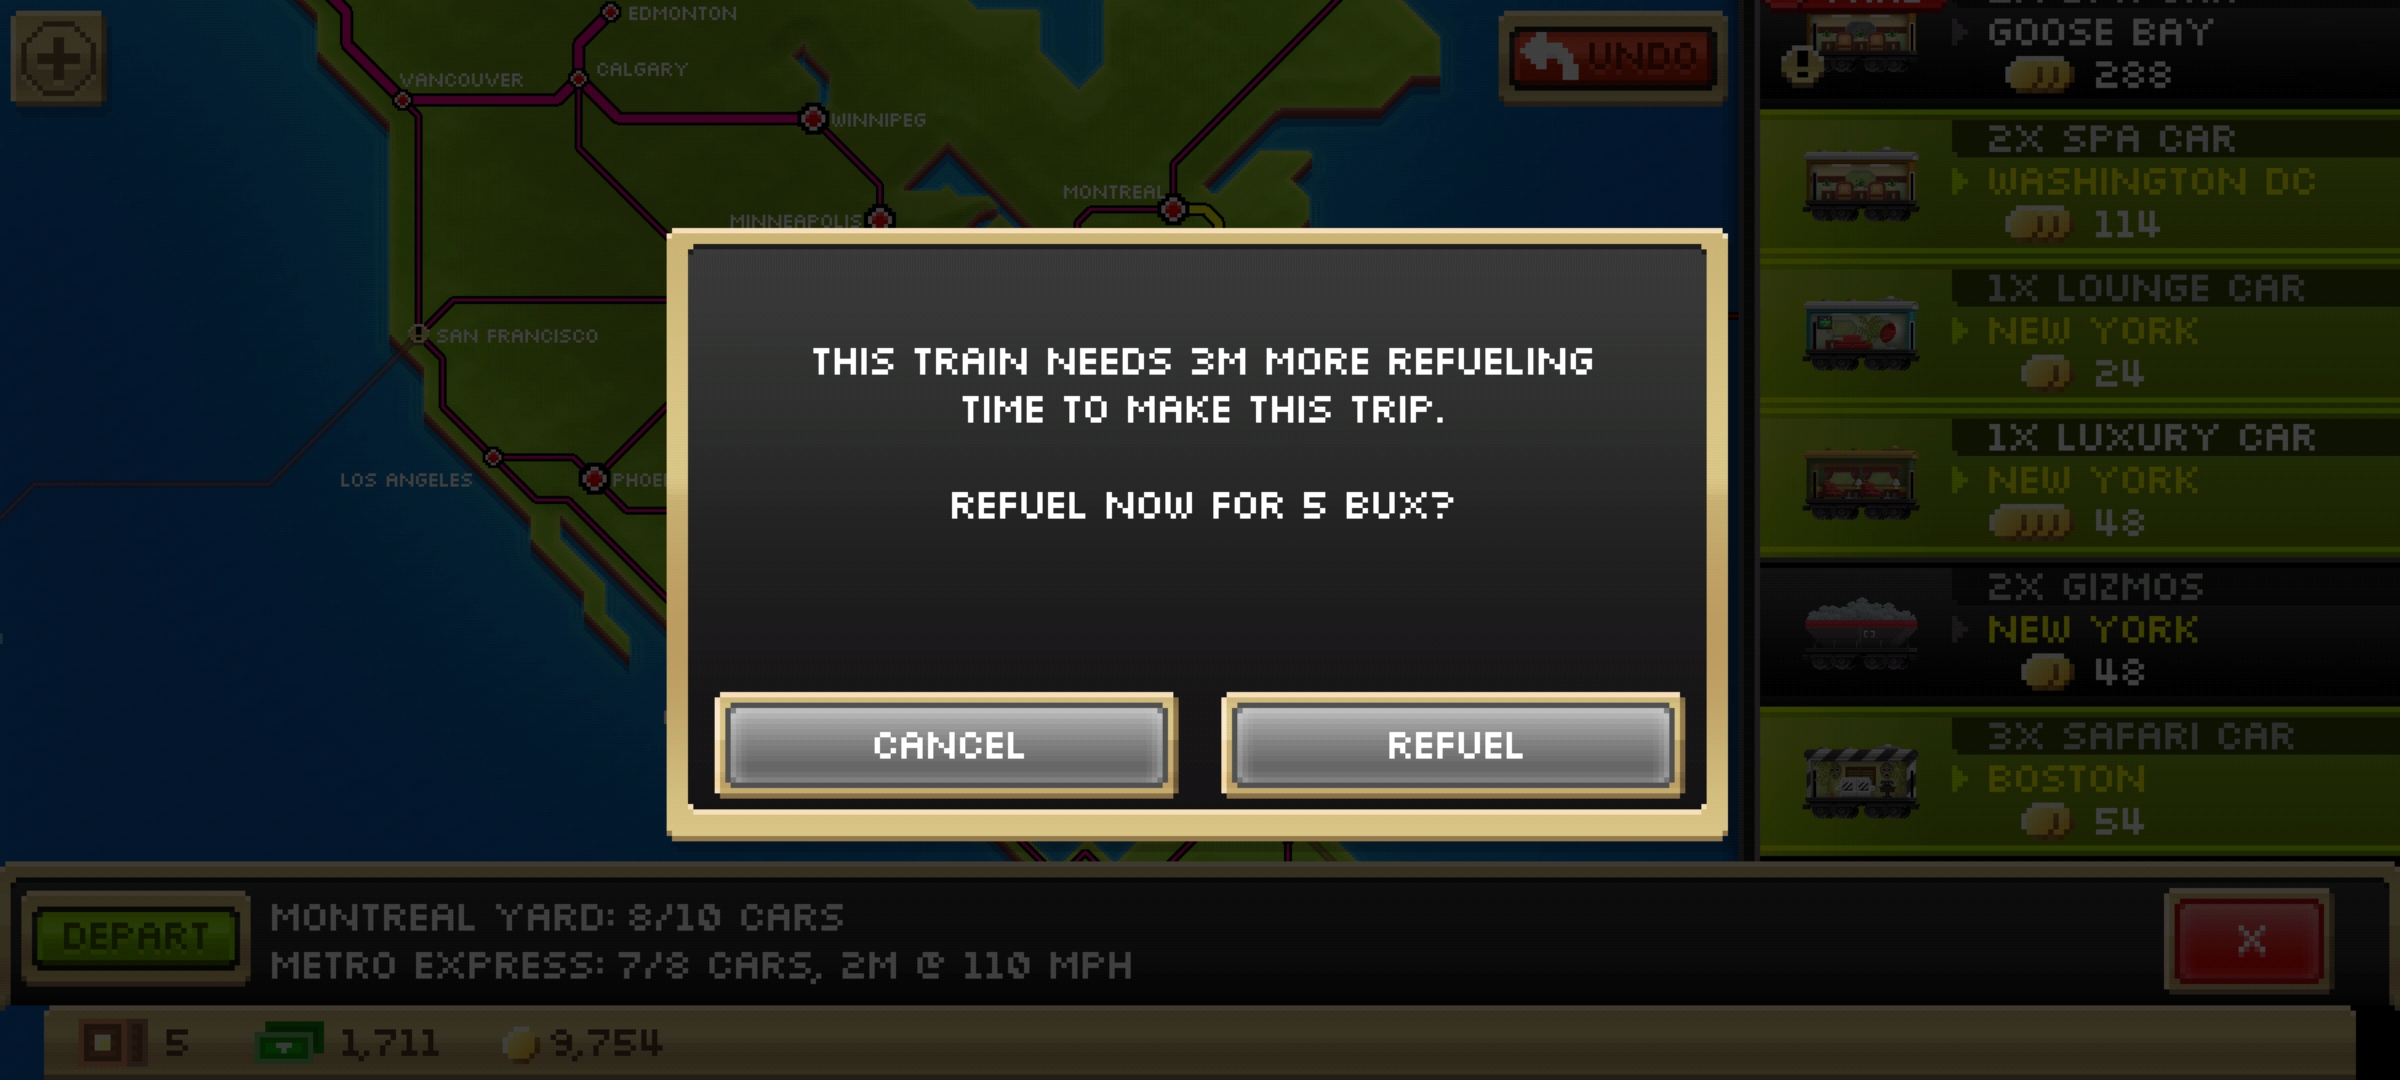 EDMONTON
VANCOUVER
CALGARY
WINNIPEG
MONTREAL
MINNEAPOLIS
SAN FRANCISCO
LOS ANGELES
UNDO
THIS TRAIN NEEDS 3M MORE REFUELING
TIME TO MAKE THIS TRIP.
REFUEL NOW FOR 5 BUX?
CANCEL
REFUEL
GOOSE BAY
288
2X SPA CAR
WASHINGTON DC
114
1X LOUNGE CAR
NEW YORK
24
1X LUXURY CAR
NEW YORK
48
2X GIZMOS
NEW YORK
48
3X SAFARI CAR
BOSTON
54
DEPART
MONTREAL YARD: 8/10 CARS
METRO EXPRESS: 7/8 CARS, 2M @ 110 MPH
X
5
1,711
9,754